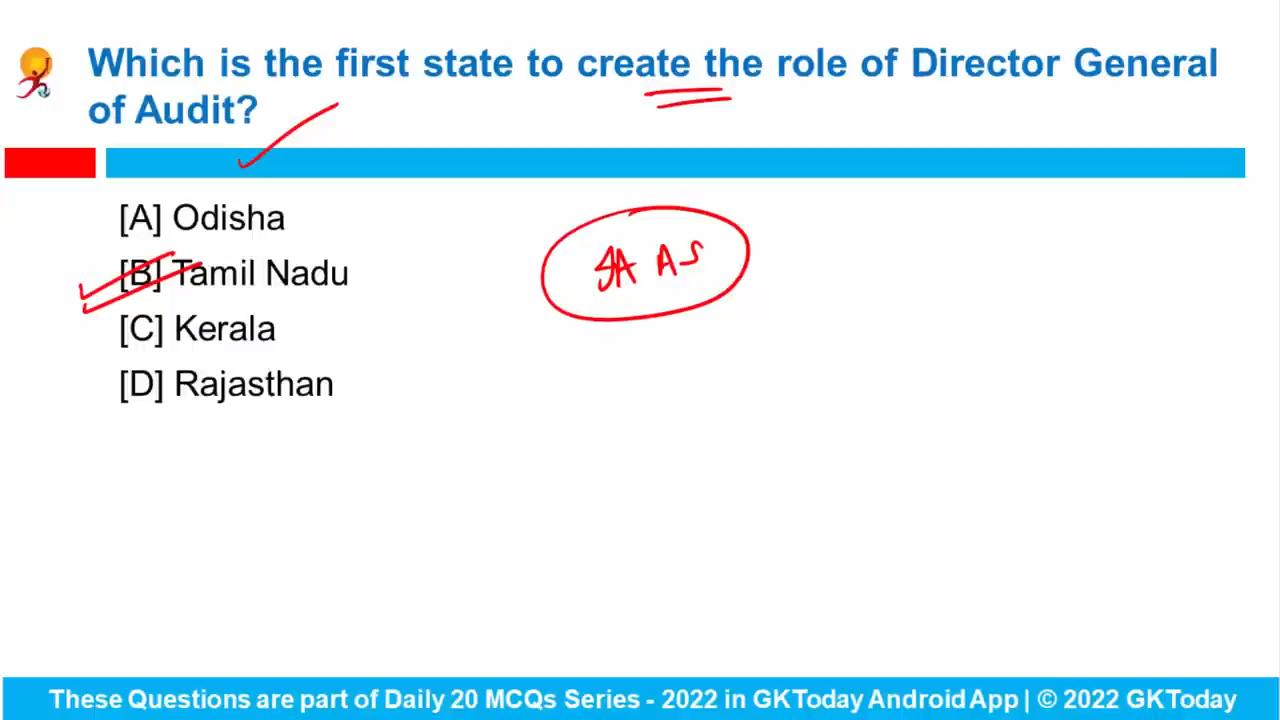 Which is the first state to create the role of Director General
of Audit?
[A] Odisha
[B] Tamil Nadu
[C] Kerala
[D] Rajasthan
These Questions are part of Daily 20 MCQs Series - 2022 in GKToday Android App | © 2022 GKToday